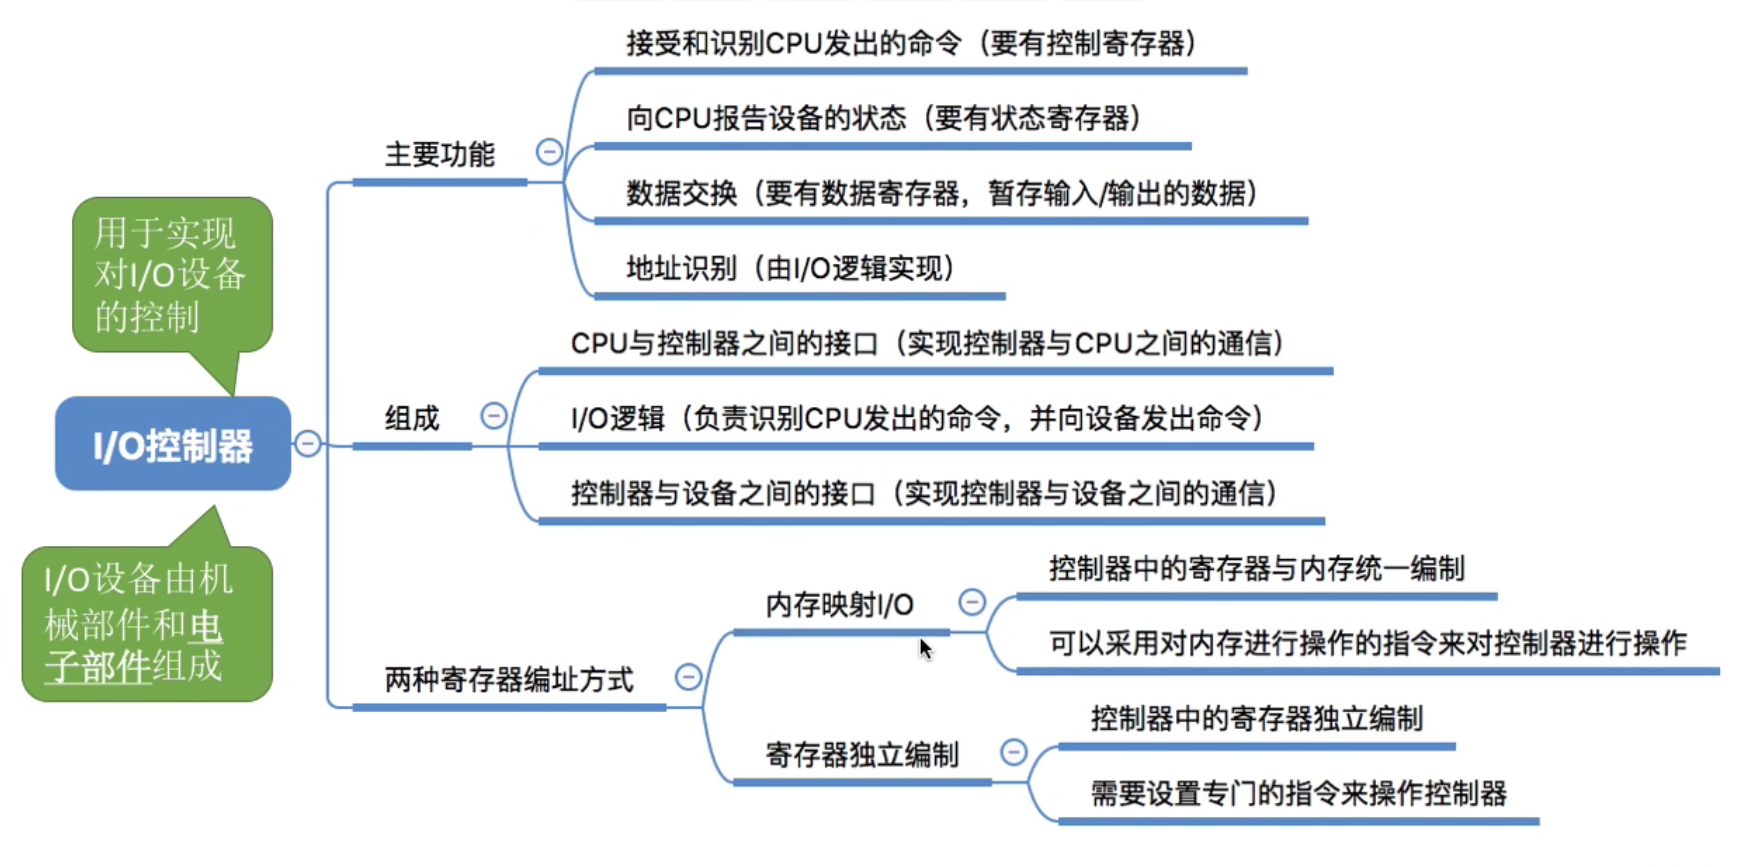 接受和识别CPU发出的命令（要有控制寄存器）
向CPU报告设备的状态（要有状态寄存器）
主要功能
数据交换（要有数据寄存器，暂存输入/输出的数据）
地址识别（由I/O逻辑实现）
用于实现
对I/O设备
的控制
CPU与控制器之间的接口（实现控制器与CPU之间的通信）
组成
I/O逻辑（负责识别CPU发出的命令，并向设备发出命令）
I/O控制器
控制器与设备之间的接口（实现控制器与设备之间的通信）
I/O设备由机
械部件和电
子部件组成
控制器中的寄存器与内存统一编制
内存映射I/O
可以采用对内存进行操作的指令来对控制器进行操作
两种寄存器编址方式
控制器中的寄存器独立编制
寄存器独立编制
需要设置专门的指令来操作控制器